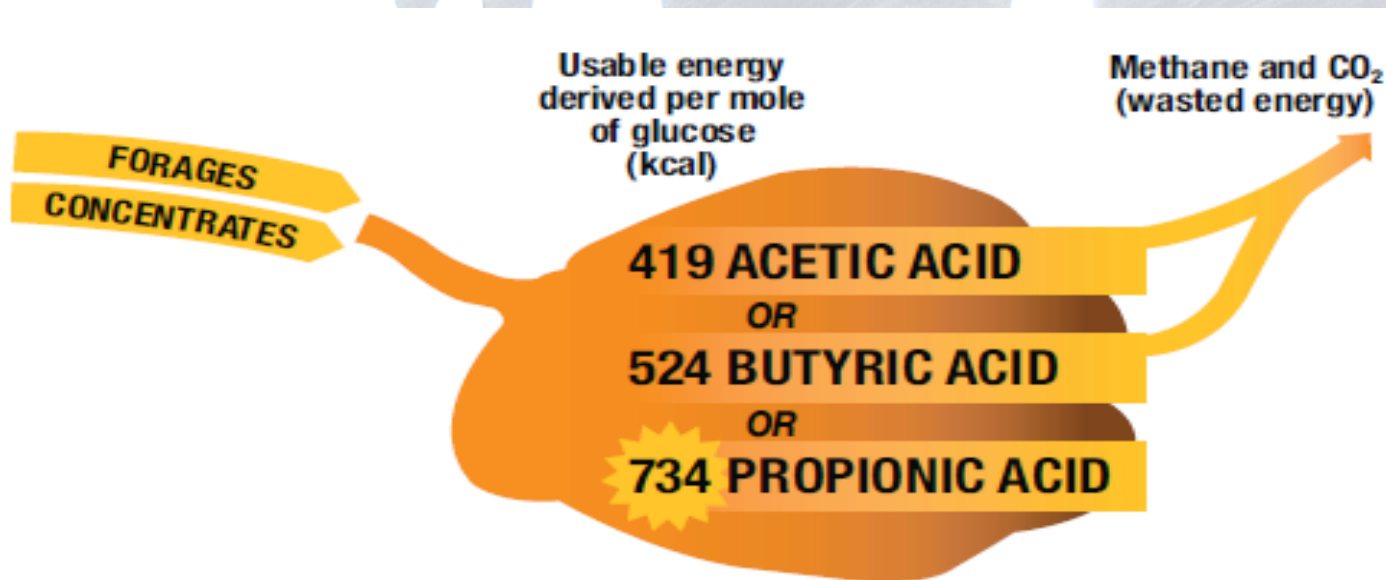 Usable energy
derived per mole
of glucose
(kcal)
Methane and CO₂
(wasted energy)
FORAGES
CONCENTRATES
419 ACETIC ACID
OR
524 BUTYRIC ACID
OR
734 PROPIONIC ACID